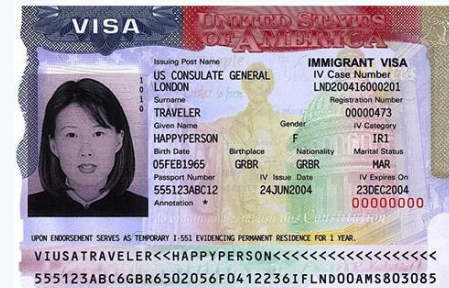 VISA UNITED STATES OF AMERICA
Issuing Post Name IMMIGRANT VISA
US CONSULATE GENERAL IV Case Number
LONDON LND200416000201
Surname Registration Number
TRAVELER 00000473
Given Name Gender IV Category
HAPPYPERSON F IR1
Birth Date Birthplace Nationality Marital Status
05FEB1965 GRBR GRBR MAR
Passport Number IV Issue Date IV Expires On
555123ABC12 24JUN2004 23DEC2004
Annotation * 00000000
Constitution
UPON ENDORSEMENT SERVES AS TEMPORARY I-551 EVIDENCING PERMANENT RESIDENCE FOR 1 YEAR.
VIUSATRAVELER<<HAPPYPERSON<<<<<<<<<<<<<<<<<<
555123ABC6GBR6502056F0412236IFLND00AMS803085